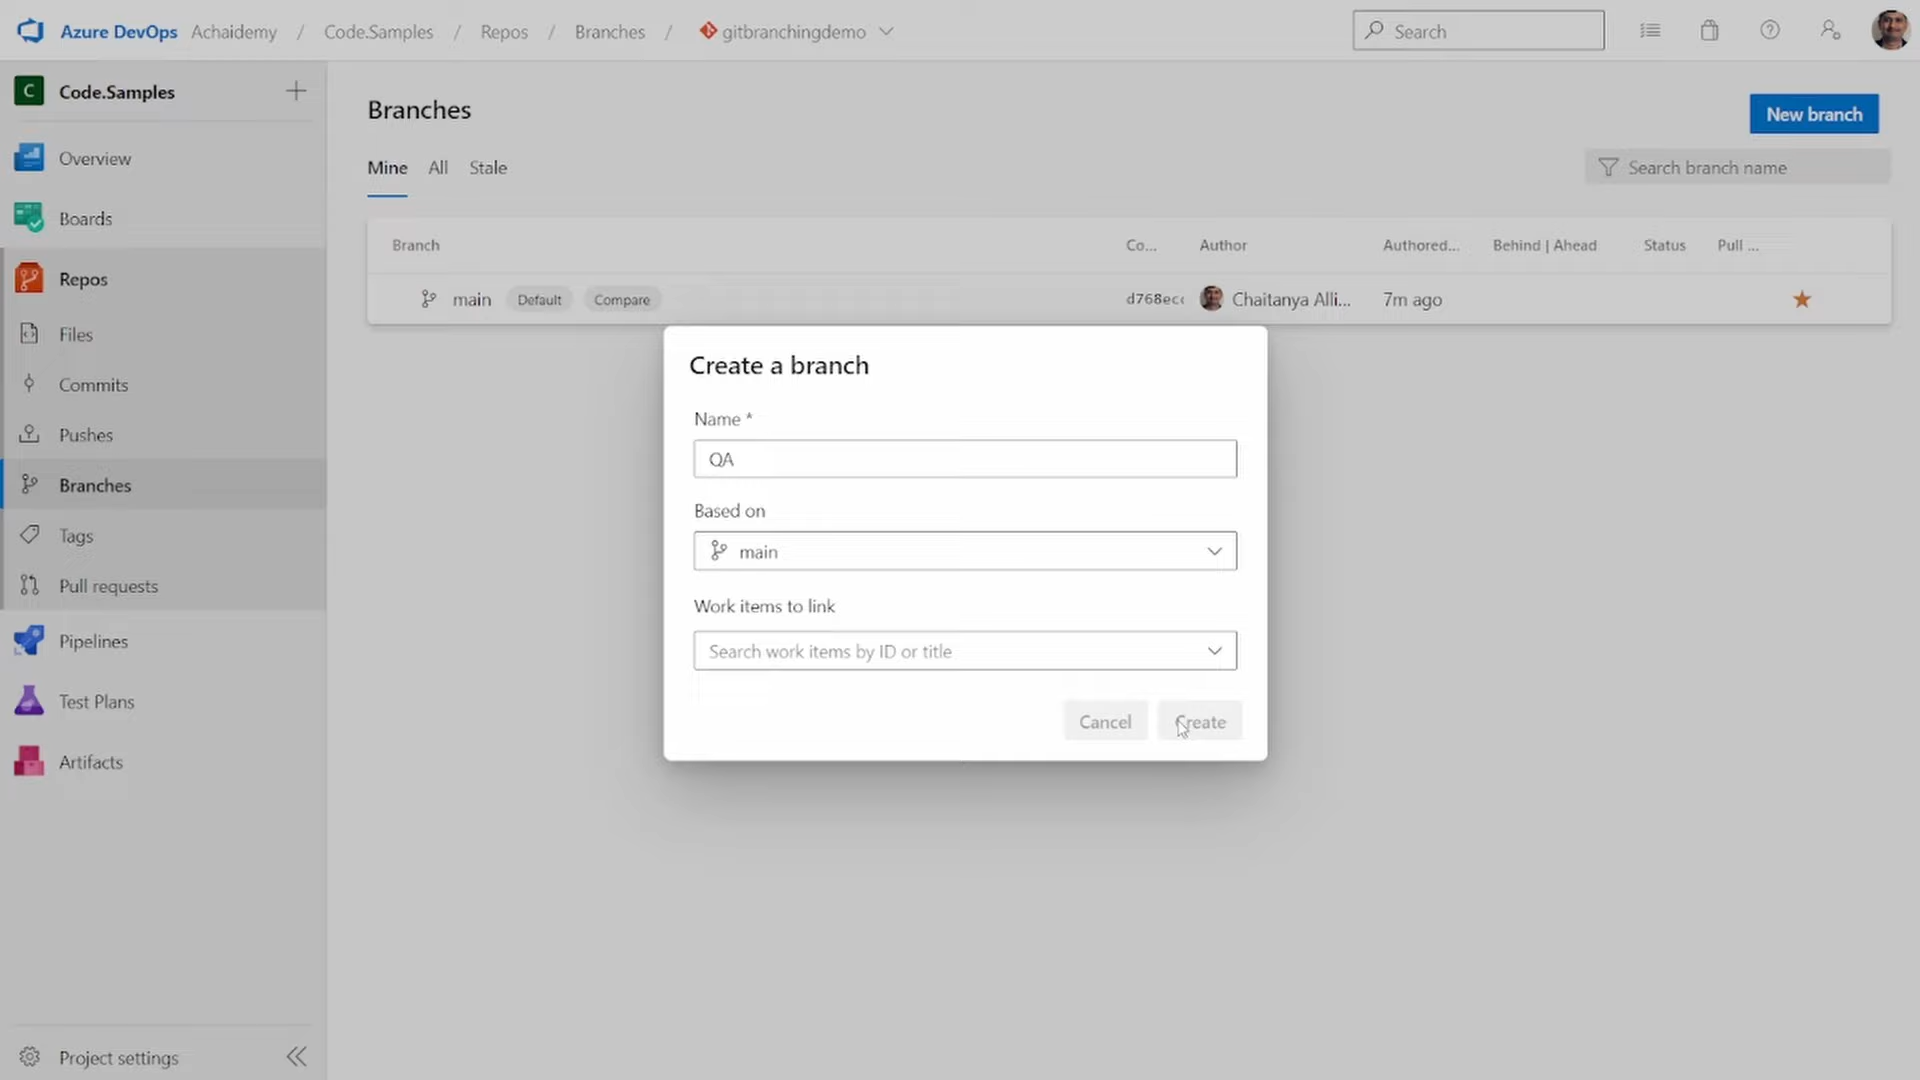 Azure DevOps Achaidemy / Code.Samples / Repos / Branches / gitbranchingdemo
Search
C Code.Samples
Overview
Boards
Repos
Files
Commits
Pushes
Branches
Tags
Pull requests
Pipelines
Test Plans
Artifacts
Project settings
Branches
New branch
Mine All Stale
Search branch name
Branch Co... Author Authored... Behind | Ahead Status Pull ...
main Default Compare d768ec Chaitanya Alli... 7m ago
Create a branch
Name *
QA
Based on
main
Work items to link
Search work items by ID or title
Cancel Create